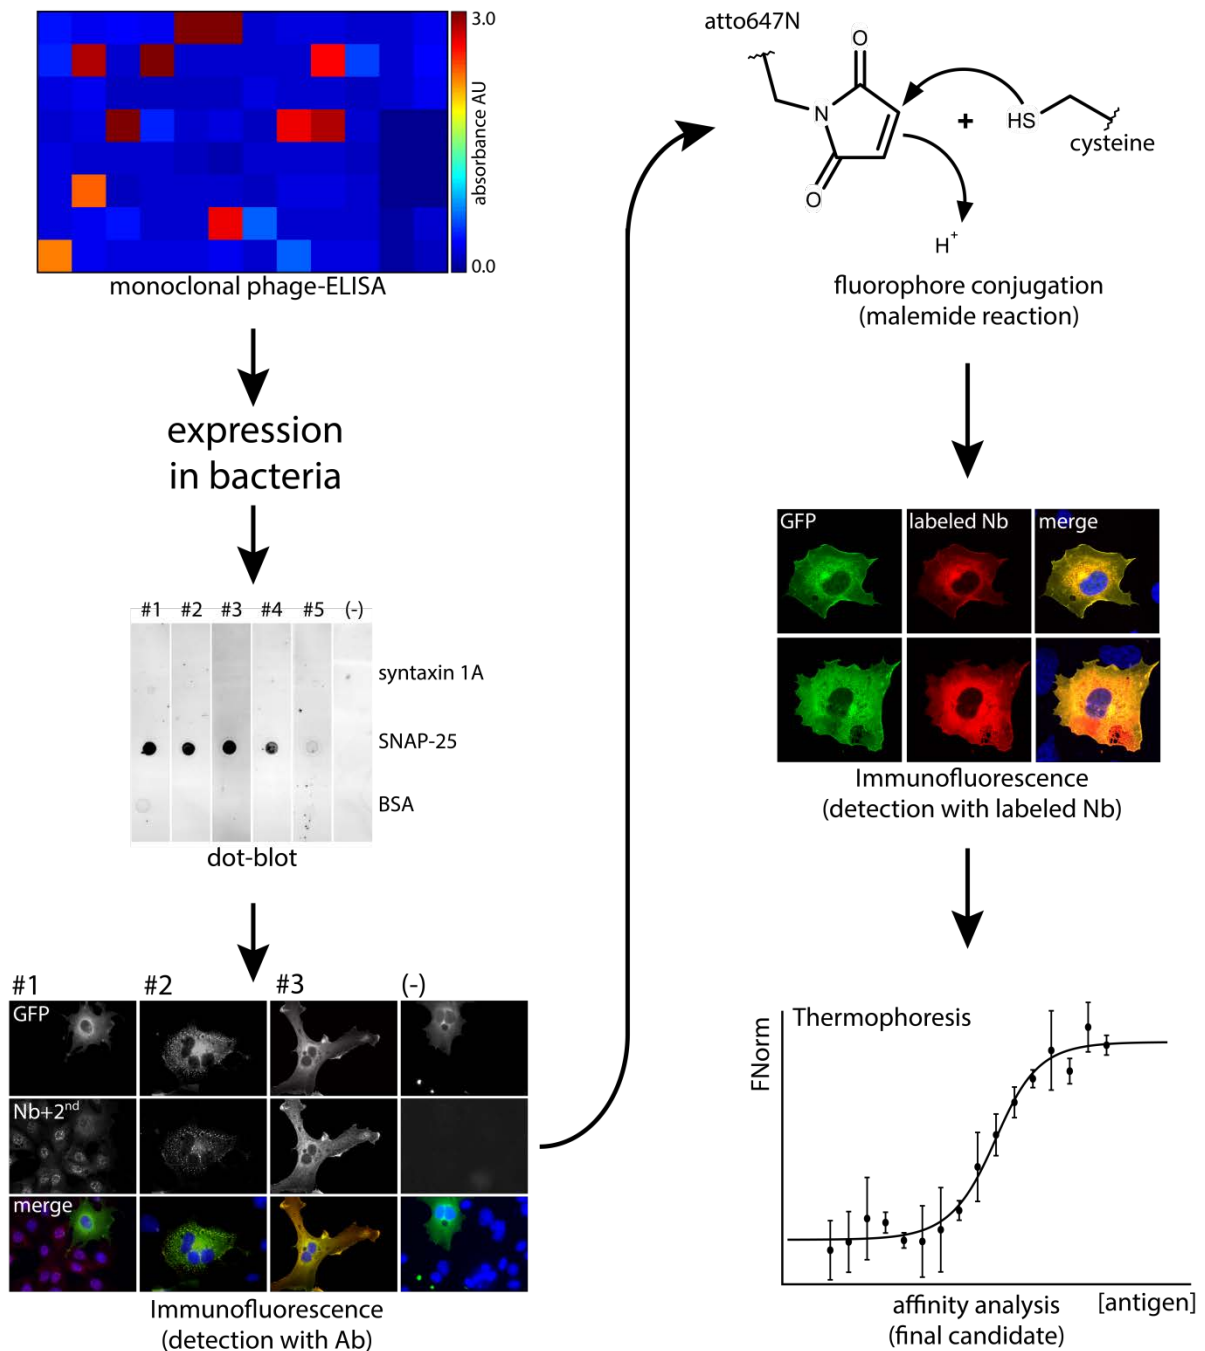 3.0
absorbance AU
0.0
monoclonal phage-ELISA
expression
in bacteria
#1 #2 #3 #4 #5 (-)
syntaxin 1A
SNAP-25
BSA
dot-blot
#1 #2 #3 (-)
GFP
Nb+2nd
merge
Immunofluorescence
(detection with Ab)
atto647N
O
N
O
+
HS
cysteine
H+
fluorophore conjugation
(malemide reaction)
GFP labeled Nb merge
Immunofluorescence
(detection with labeled Nb)
Thermophoresis
FNorm
[antigen]
affinity analysis
(final candidate)